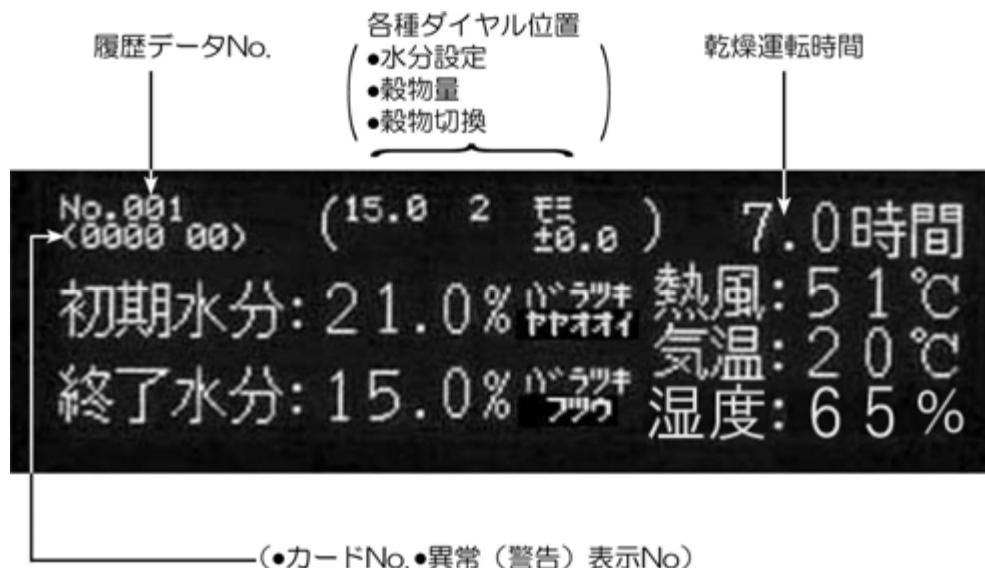 各種ダイヤル位置
履歴データNo.
●水分設定
乾燥運転時間
●穀物量
●穀物切換
No.001
(0000 00)
(15.0 2 モミ ±0.0)
7.0時間
初期水分:21.0% バラツキ ヤヤオオイ
熱風:51℃
気温:20℃
終了水分:15.0% バラツキ フツウ
湿度:65%
(●カードNo.●異常(警告)表示No)